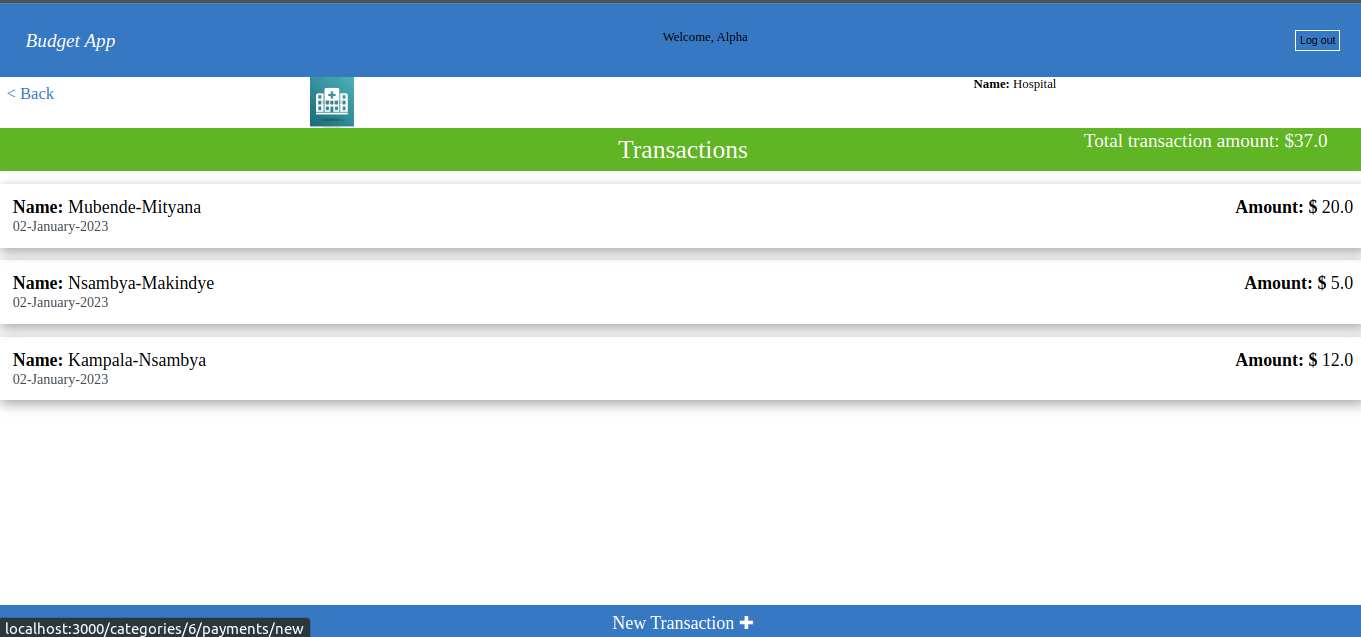 Budget App
Welcome, Alpha
Log out
< Back
Name: Hospital
Transactions
Total transaction amount: $37.0
Name: Mubende-Mityana
Amount: $ 20.0
02-January-2023
Name: Nsambya-Makindye
Amount: $ 5.0
02-January-2023
Name: Kampala-Nsambya
Amount: $ 12.0
02-January-2023
New Transaction ✚
localhost:3000/categories/6/payments/new